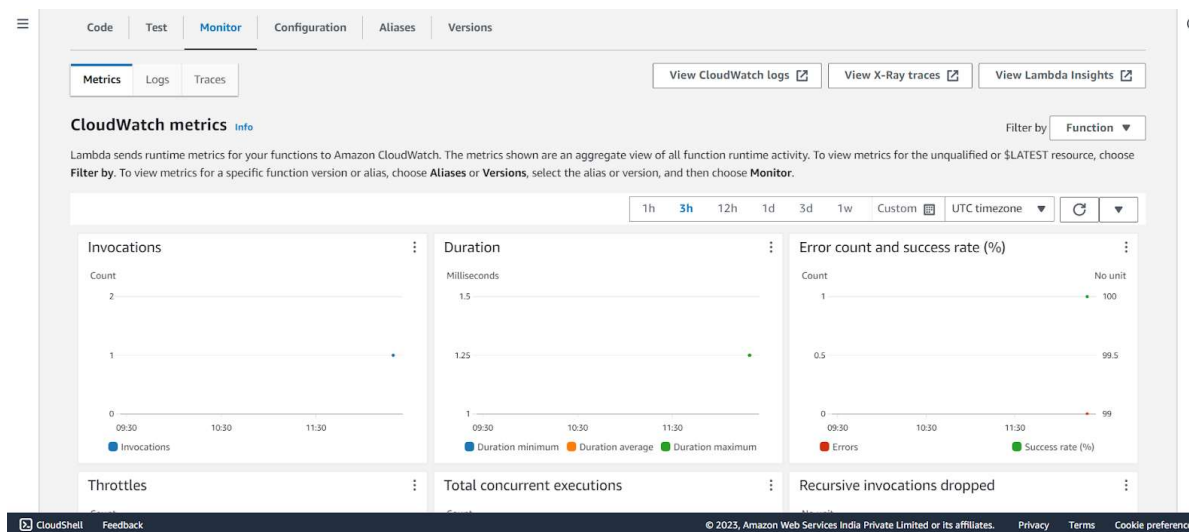 Code Test Monitor Configuration Aliases Versions
Metrics Logs Traces View CloudWatch logs View X-Ray traces View Lambda Insights
CloudWatch metrics Info Filter by Function
Lambda sends runtime metrics for your functions to Amazon CloudWatch. The metrics shown are an aggregate view of all function runtime activity. To view metrics for the unqualified or $LATEST resource, choose
Filter by. To view metrics for a specific function version or alias, choose Aliases or Versions, select the alias or version, and then choose Monitor.
1h 3h 12h 1d 3d 1w Custom UTC timezone
Invocations
Count
2
1
0
09:30 10:30 11:30
Invocations
Duration
Milliseconds
1.5
1.25
1
09:30 10:30 11:30
Duration minimum Duration average Duration maximum
Error count and success rate (%)
Count No unit
1 100
0.5 99.5
0 99
09:30 10:30 11:30
Errors Success rate (%)
Throttles
Total concurrent executions
Recursive invocations dropped
CloudShell Feedback © 2023, Amazon Web Services India Private Limited or its affiliates. Privacy Terms Cookie preference